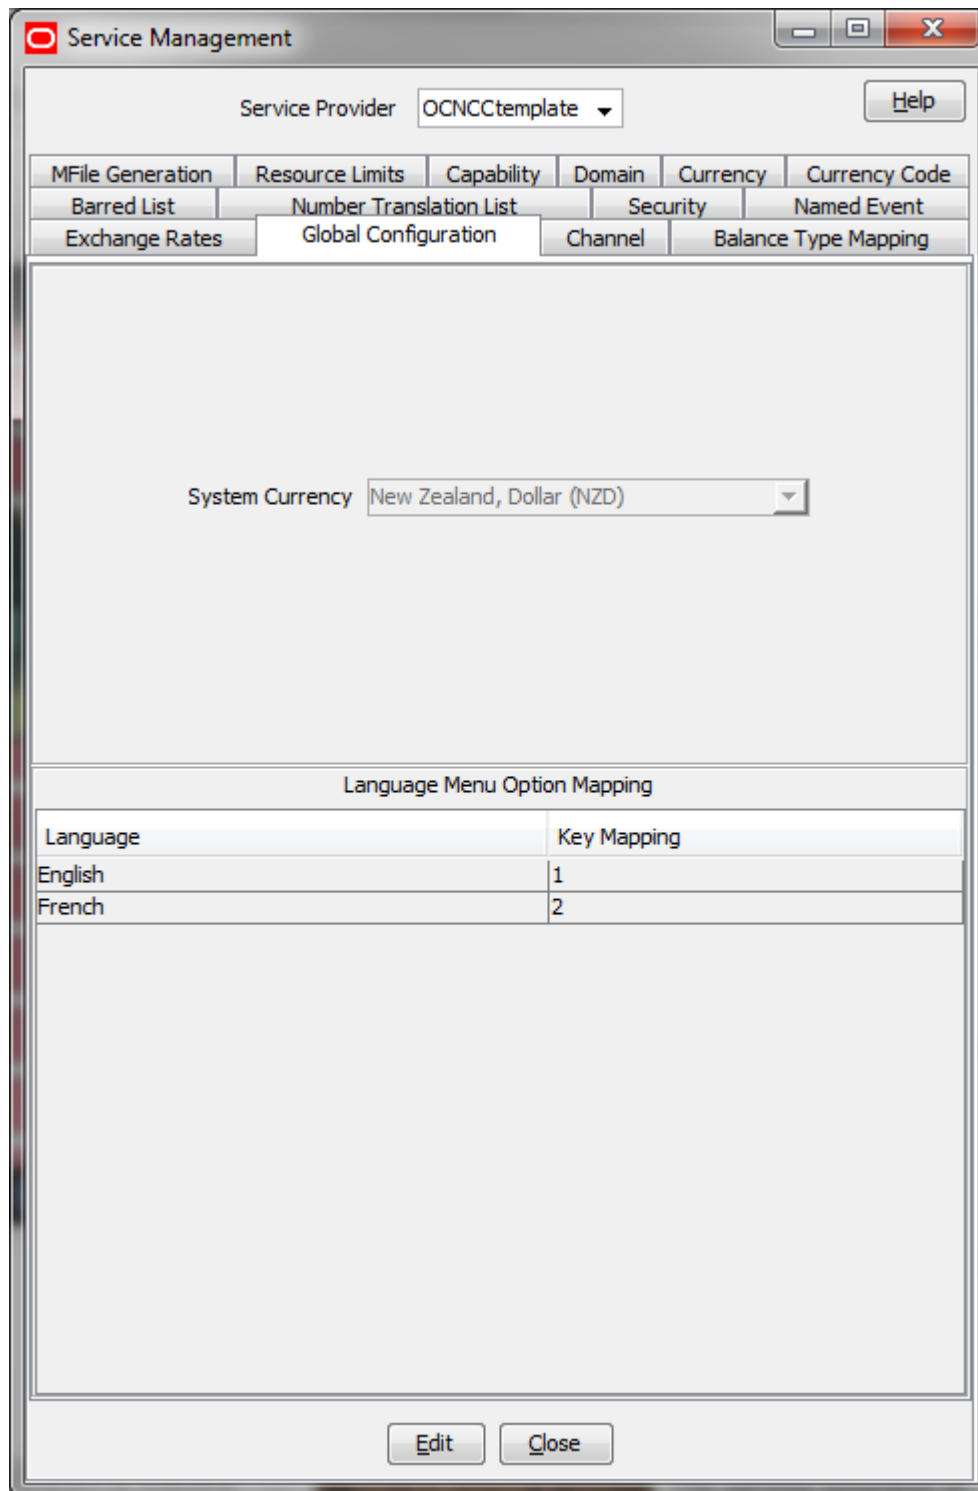 Service Management
Service Provider OCNCCtemplate Help
MFile Generation Resource Limits Capability Domain Currency Currency Code
Barred List Number Translation List Security Named Event
Exchange Rates Global Configuration Channel Balance Type Mapping
System Currency New Zealand, Dollar (NZD)
Language Menu Option Mapping
Language Key Mapping
English 1
French 2
Edit Close